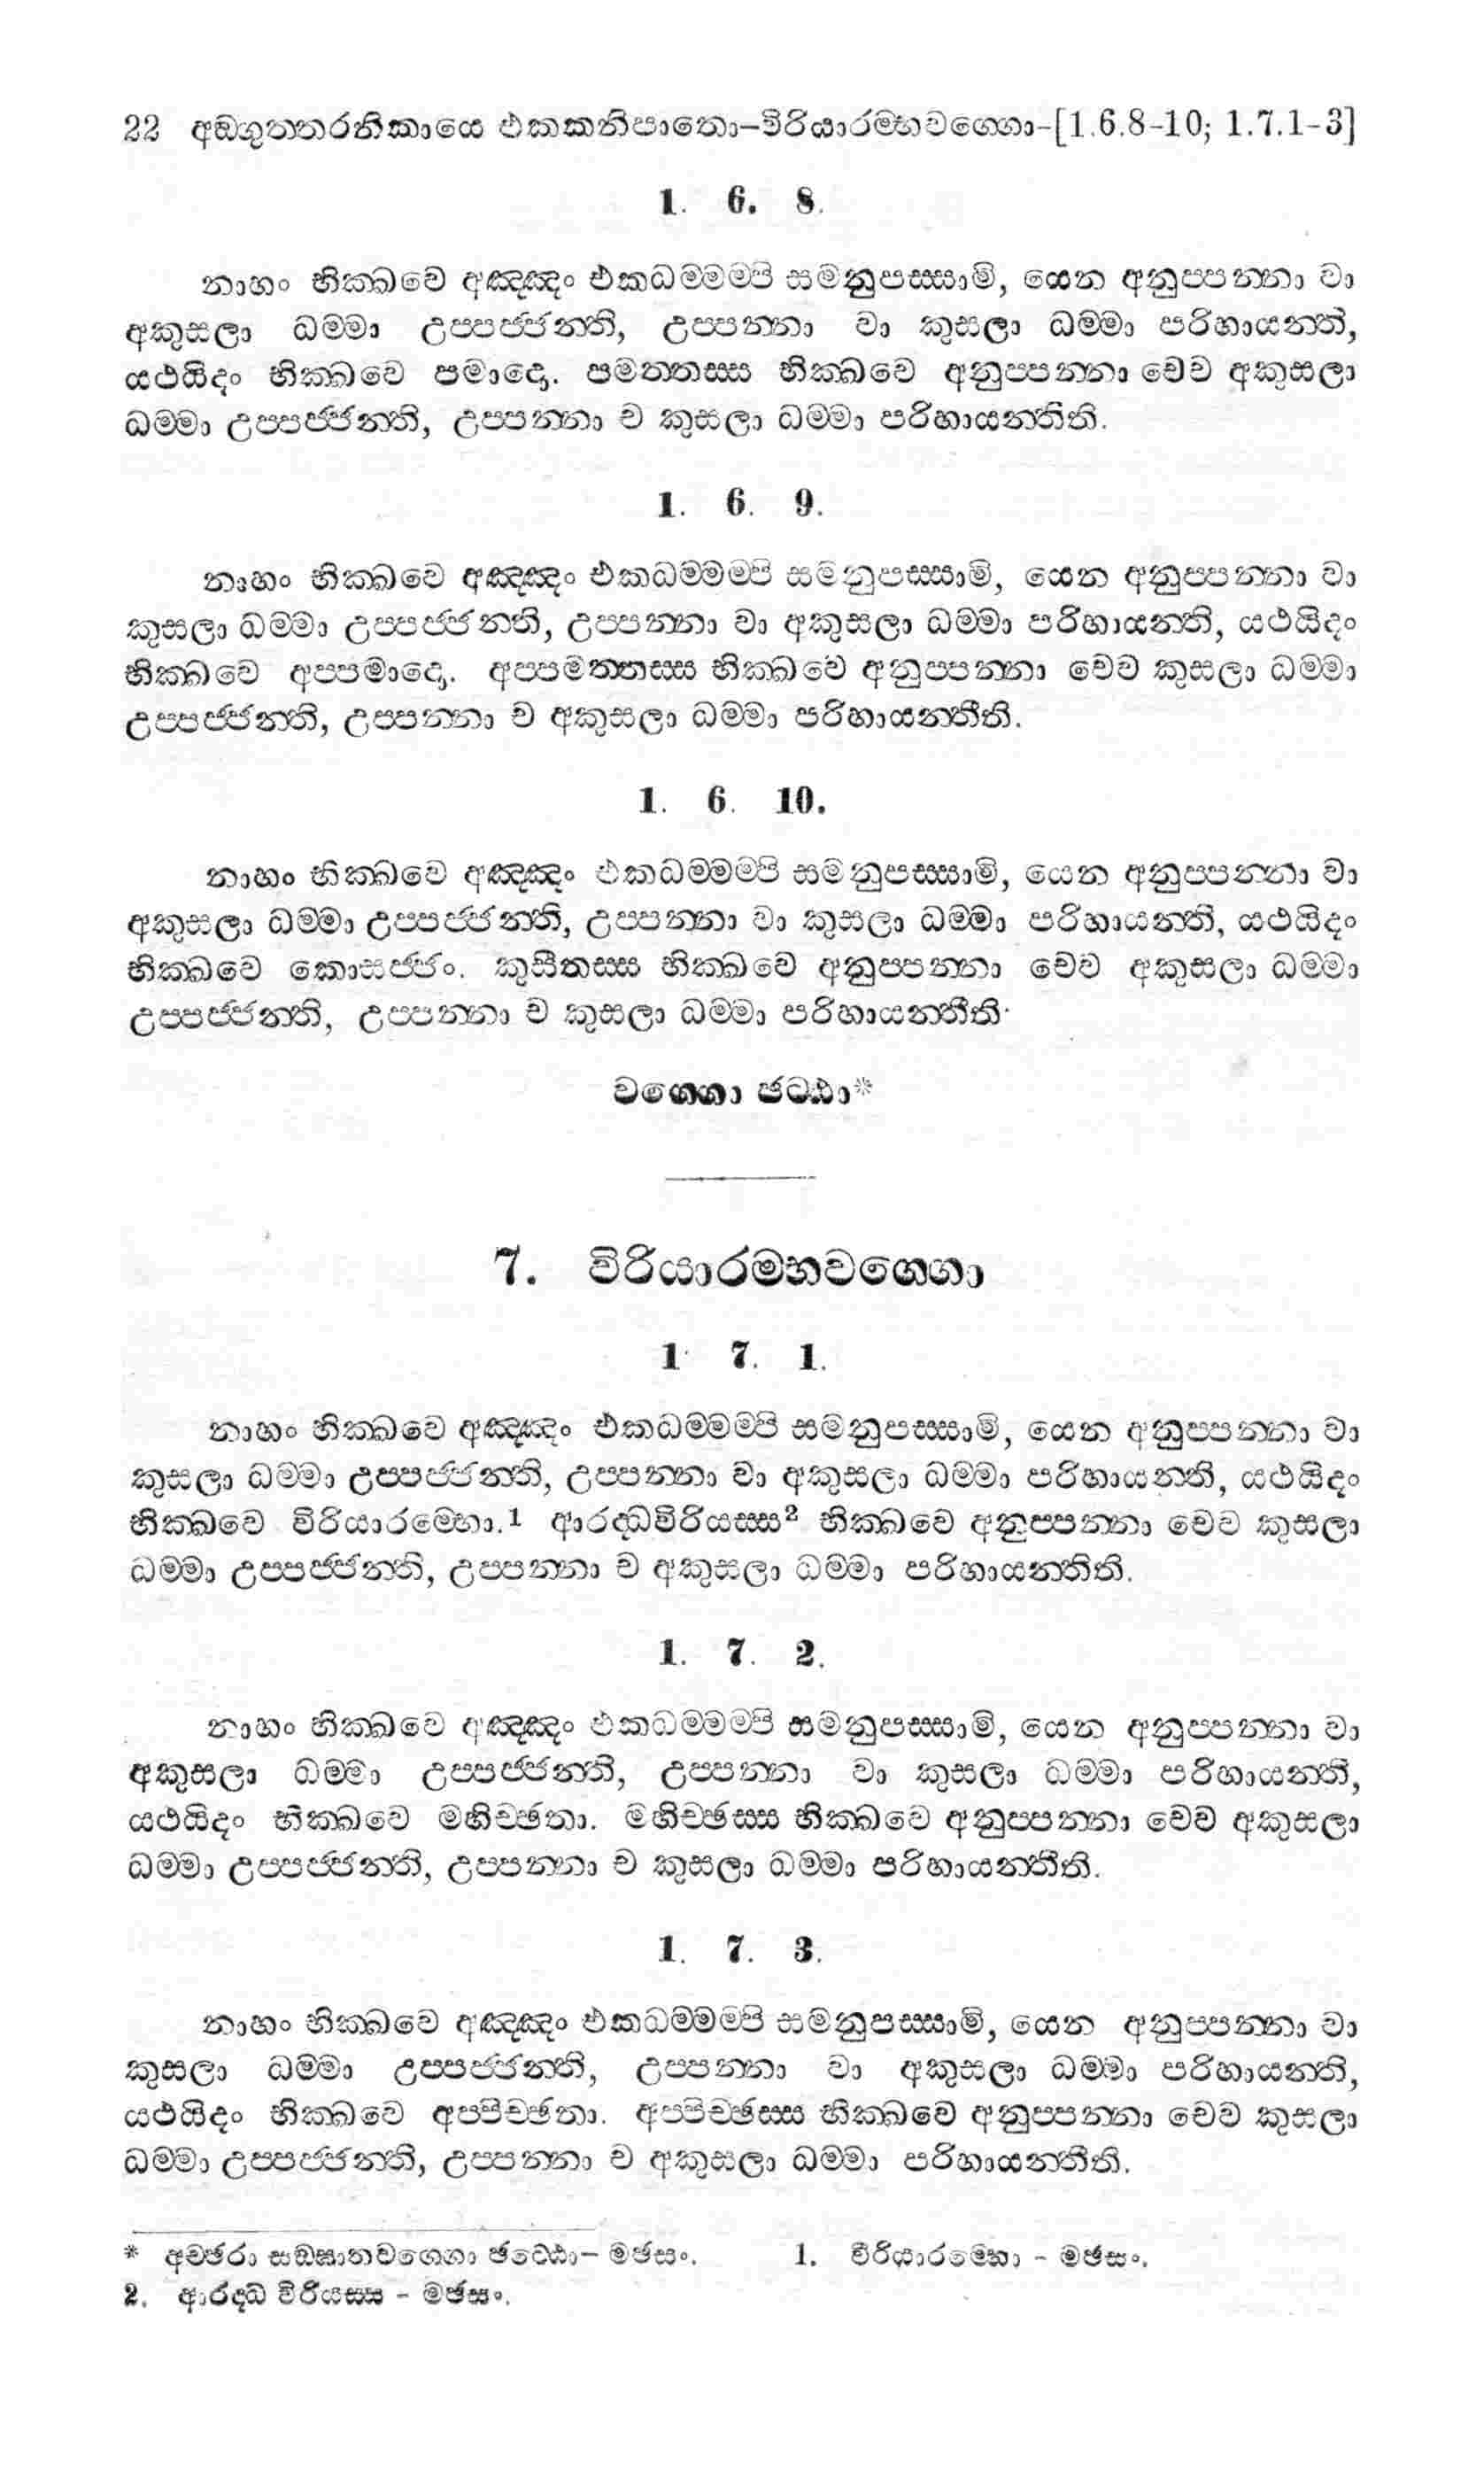 22 අඞ්ගුත්තරනිකායෙ එකකනිපාතො-විරියාරම්භවග්ගො-[1.6.8-10; 1.7.1-3]
1. 6. 8.
නාහං භික්ඛවෙ අඤ්ඤං එකධම්මම්පි සමනුපස්සාමි, යෙන අනුප්පන්නා වා
අකුසලා ධම්මා උප්පජ්ජන්ති, උප්පන්නා වා කුසලා ධම්මා පරිහායන්ති,
යථයිදං භික්ඛවෙ පමාදො. පමත්තස්ස භික්ඛවෙ අනුප්පන්නා චෙව අකුසලා
ධම්මා උප්පජ්ජන්ති, උප්පන්නා ච කුසලා ධම්මා පරිහායන්තිති.
1. 6. 9.
නාහං භික්ඛවෙ අඤ්ඤං එකධම්මම්පි සමනුපස්සාමි, යෙන අනුප්පන්නා වා
කුසලා ධම්මා උප්පජ්ජන්ති, උප්පන්නා වා අකුසලා ධම්මා පරිහායන්ති, යථයිදං
භික්ඛවෙ අප්පමාදො. අප්පමත්තස්ස භික්ඛවෙ අනුප්පන්නා චෙව කුසලා ධම්මා
උප්පජ්ජන්ති, උප්පන්නා ච අකුසලා ධම්මා පරිහායන්තීති.
1. 6. 10.
නාහං භික්ඛවෙ අඤ්ඤං එකධම්මම්පි සමනුපස්සාමි, යෙන අනුප්පන්නා වා
අකුසලා ධම්මා උප්පජ්ජන්ති, උප්පන්නා වා කුසලා ධම්මා පරිහායන්ති, යථයිදං
භික්ඛවෙ කොසජ්ජං. කුසීතස්ස භික්ඛවෙ අනුප්පන්නා චෙව අකුසලා ධම්මා
උප්පජ්ජන්ති, උප්පන්නා ච කුසලා ධම්මා පරිහායන්තීති.
වග්ගො ඡට්ඨො*
7. විරියාරම්භවග්ගො
1. 7. 1.
නාහං භික්ඛවෙ අඤ්ඤං එකධම්මම්පි සමනුපස්සාමි, යෙන අනුප්පන්නා වා
කුසලා ධම්මා උප්පජ්ජන්ති, උප්පන්නා වා අකුසලා ධම්මා පරිහායන්ති, යථයිදං
භික්ඛවෙ විරියාරම්භො.1 ආරද්ධවිරියස්ස2 භික්ඛවෙ අනුප්පන්නා චෙව කුසලා
ධම්මා උප්පජ්ජන්ති, උප්පන්නා ච අකුසලා ධම්මා පරිහායන්තිති.
1. 7. 2.
නාහං භික්ඛවෙ අඤ්ඤං එකධම්මම්පි සමනුපස්සාමි, යෙන අනුප්පන්නා වා
අකුසලා ධම්මා උප්පජ්ජන්ති, උප්පන්නා වා කුසලා ධම්මා පරිහායන්ති,
යථයිදං භික්ඛවෙ මහිච්ඡතා. මහිච්ඡස්ස භික්ඛවෙ අනුප්පන්නා චෙව අකුසලා
ධම්මා උප්පජ්ජන්ති, උප්පන්නා ච කුසලා ධම්මා පරිහායන්තීති.
1. 7. 3.
නාහං භික්ඛවෙ අඤ්ඤං එකධම්මම්පි සමනුපස්සාමි, යෙන අනුප්පන්නා වා
කුසලා ධම්මා උප්පජ්ජන්ති, උප්පන්නා වා අකුසලා ධම්මා පරිහායන්ති,
යථයිදං භික්ඛවෙ අප්පිච්ඡතා. අප්පිච්ඡස්ස භික්ඛවෙ අනුප්පන්නා චෙව කුසලා
ධම්මා උප්පජ්ජන්ති, උප්පන්නා ච අකුසලා ධම්මා පරිහායන්තීති.
* අච්ඡරා සඞ්ඝාතවග්ගො ඡට්ඨො- මඡසං. 1. වීරියාරම්භො - මඡසං.
2. ආරද්ධ වීරියස්ස - මඡසං.